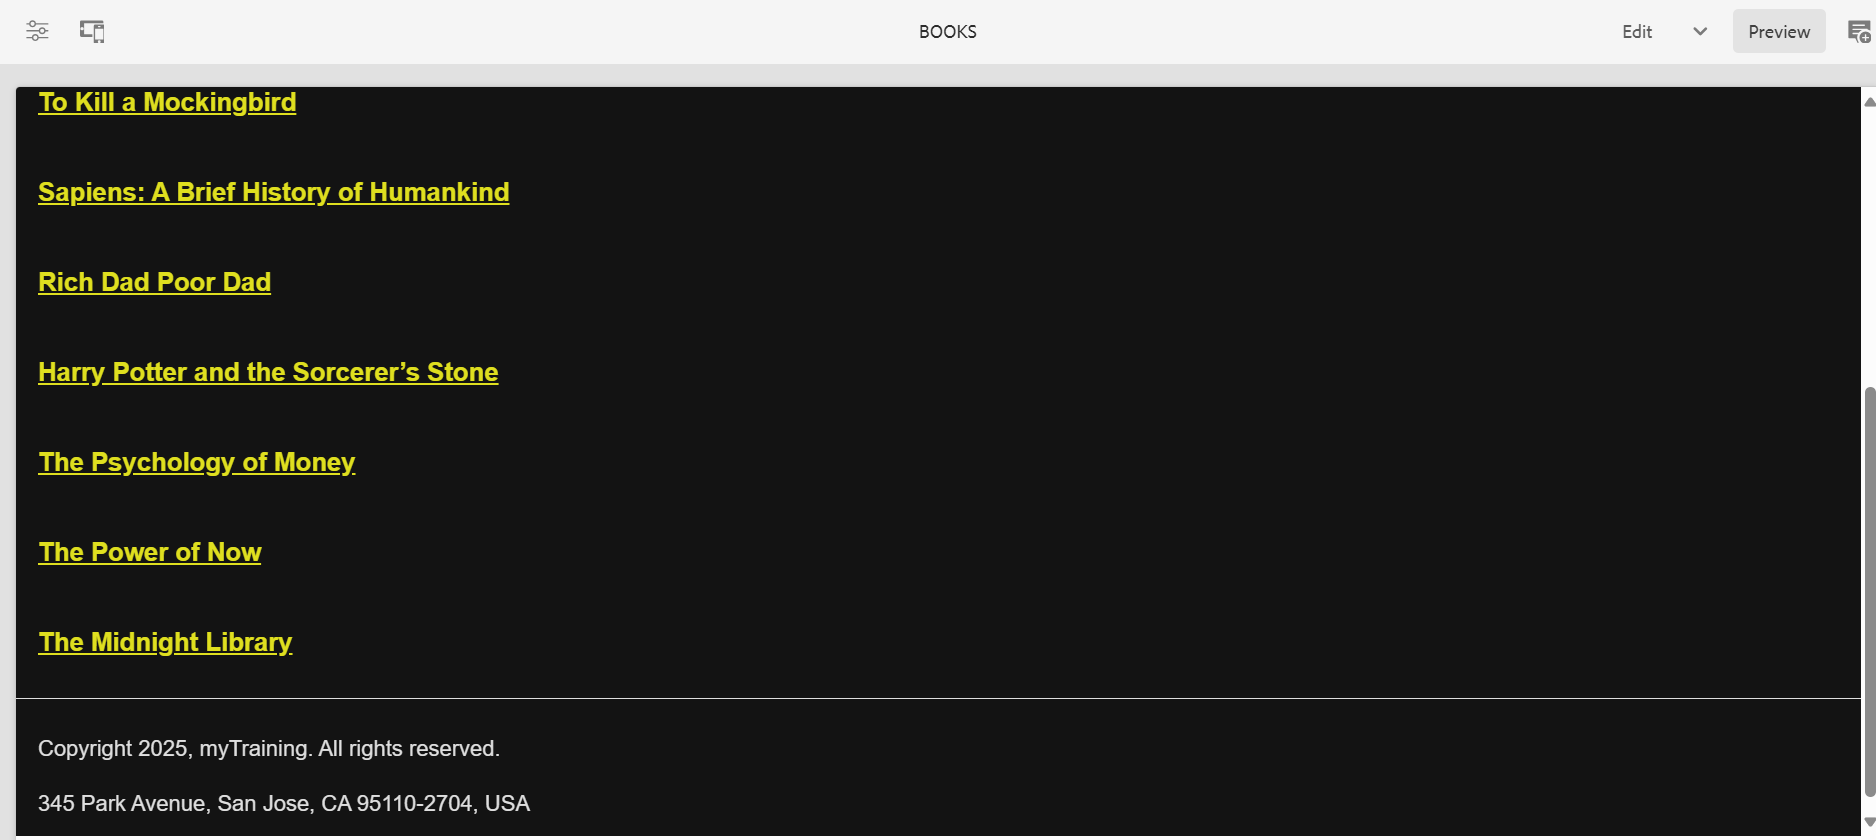 BOOKS
Edit
Preview
To Kill a Mockingbird
Sapiens: A Brief History of Humankind
Rich Dad Poor Dad
Harry Potter and the Sorcerer’s Stone
The Psychology of Money
The Power of Now
The Midnight Library
Copyright 2025, myTraining. All rights reserved.
345 Park Avenue, San Jose, CA 95110-2704, USA